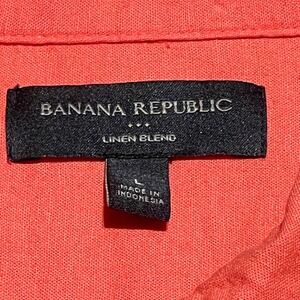 BANANA REPUBLIC
LINEN BLEND
L
MADE IN
INDONESIA